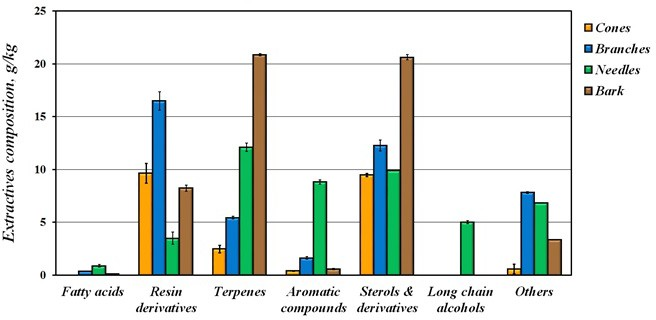 Extractives composition, g/kg
25
20
15
10
5
0
Fatty acids
Resin
derivatives
Terpenes
Aromatic
compounds
Sterols &
derivatives
Long chain
alcohols
Others
Cones
Branches
Needles
Bark